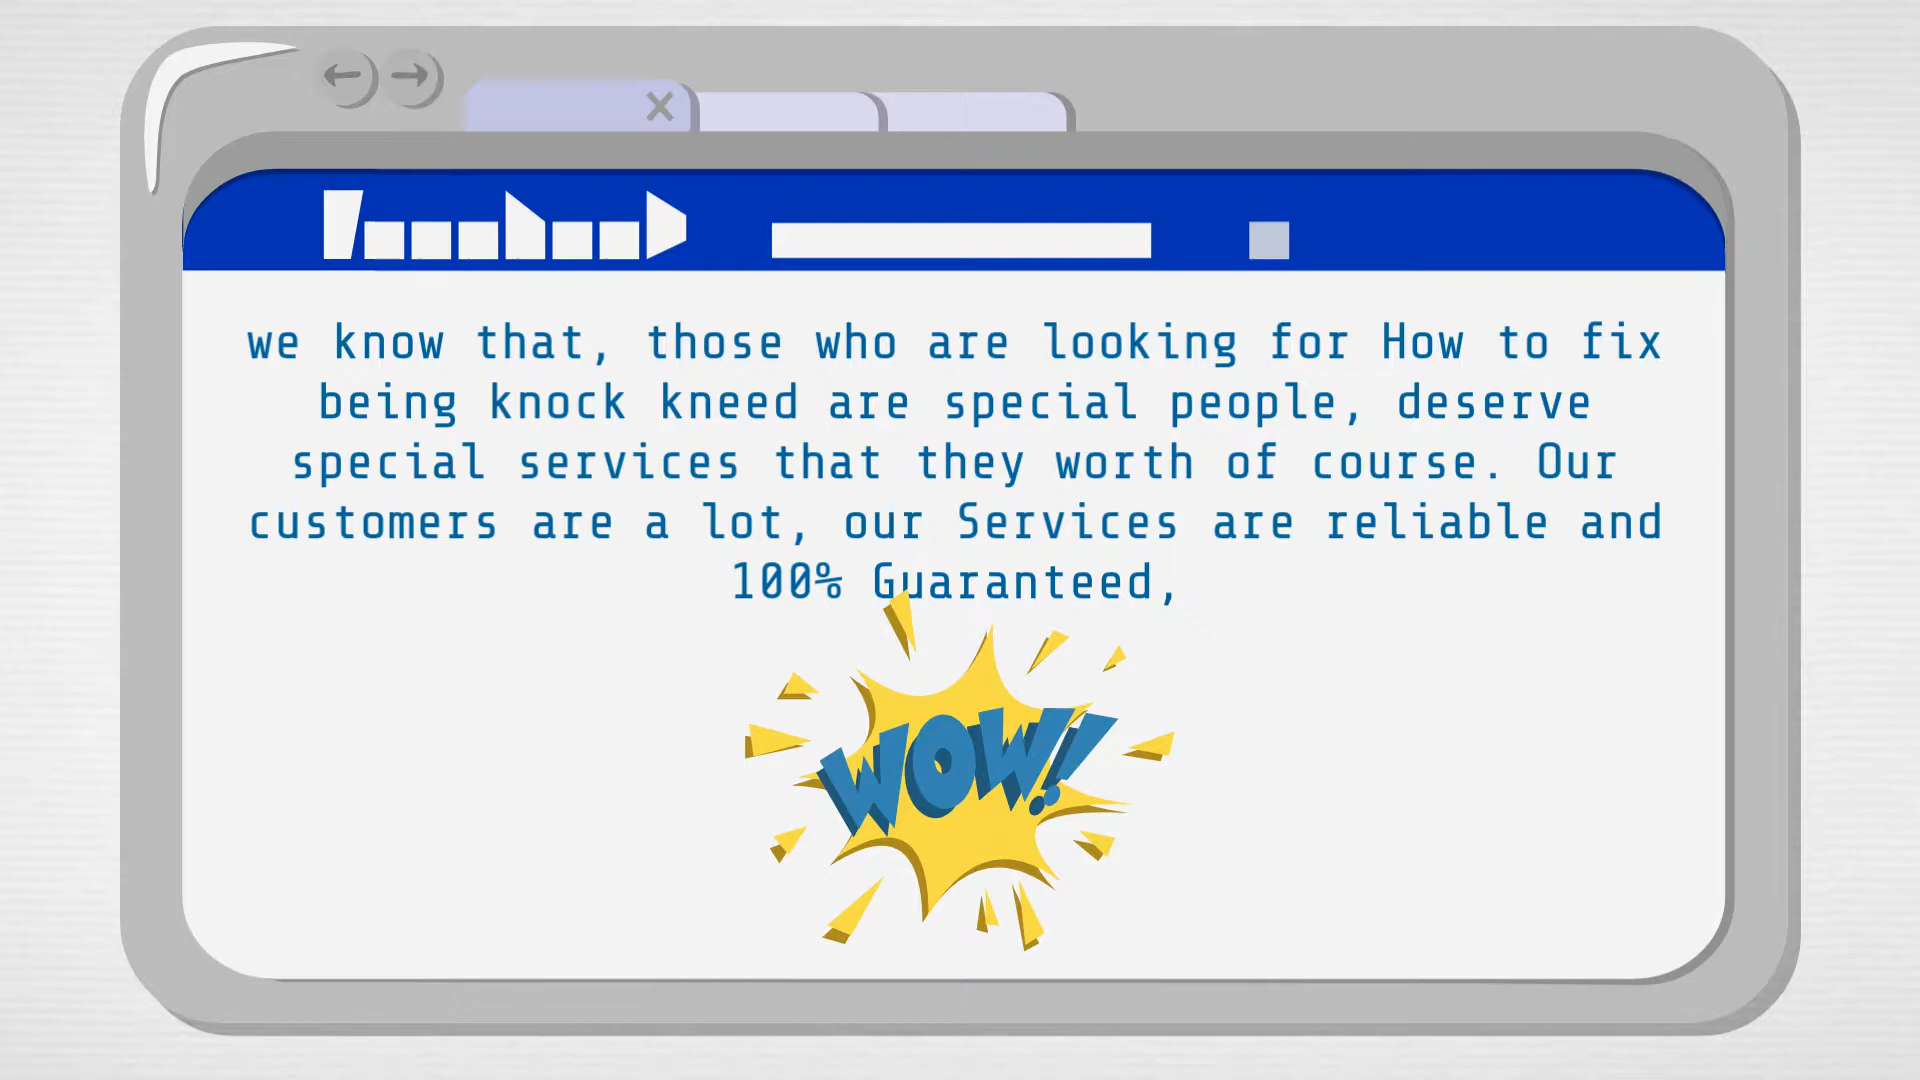 we know that, those who are looking for How to fix
being knock kneed are special people, deserve
special services that they worth of course. Our
customers are a lot, our Services are reliable and
100% Guaranteed,
WOW!!